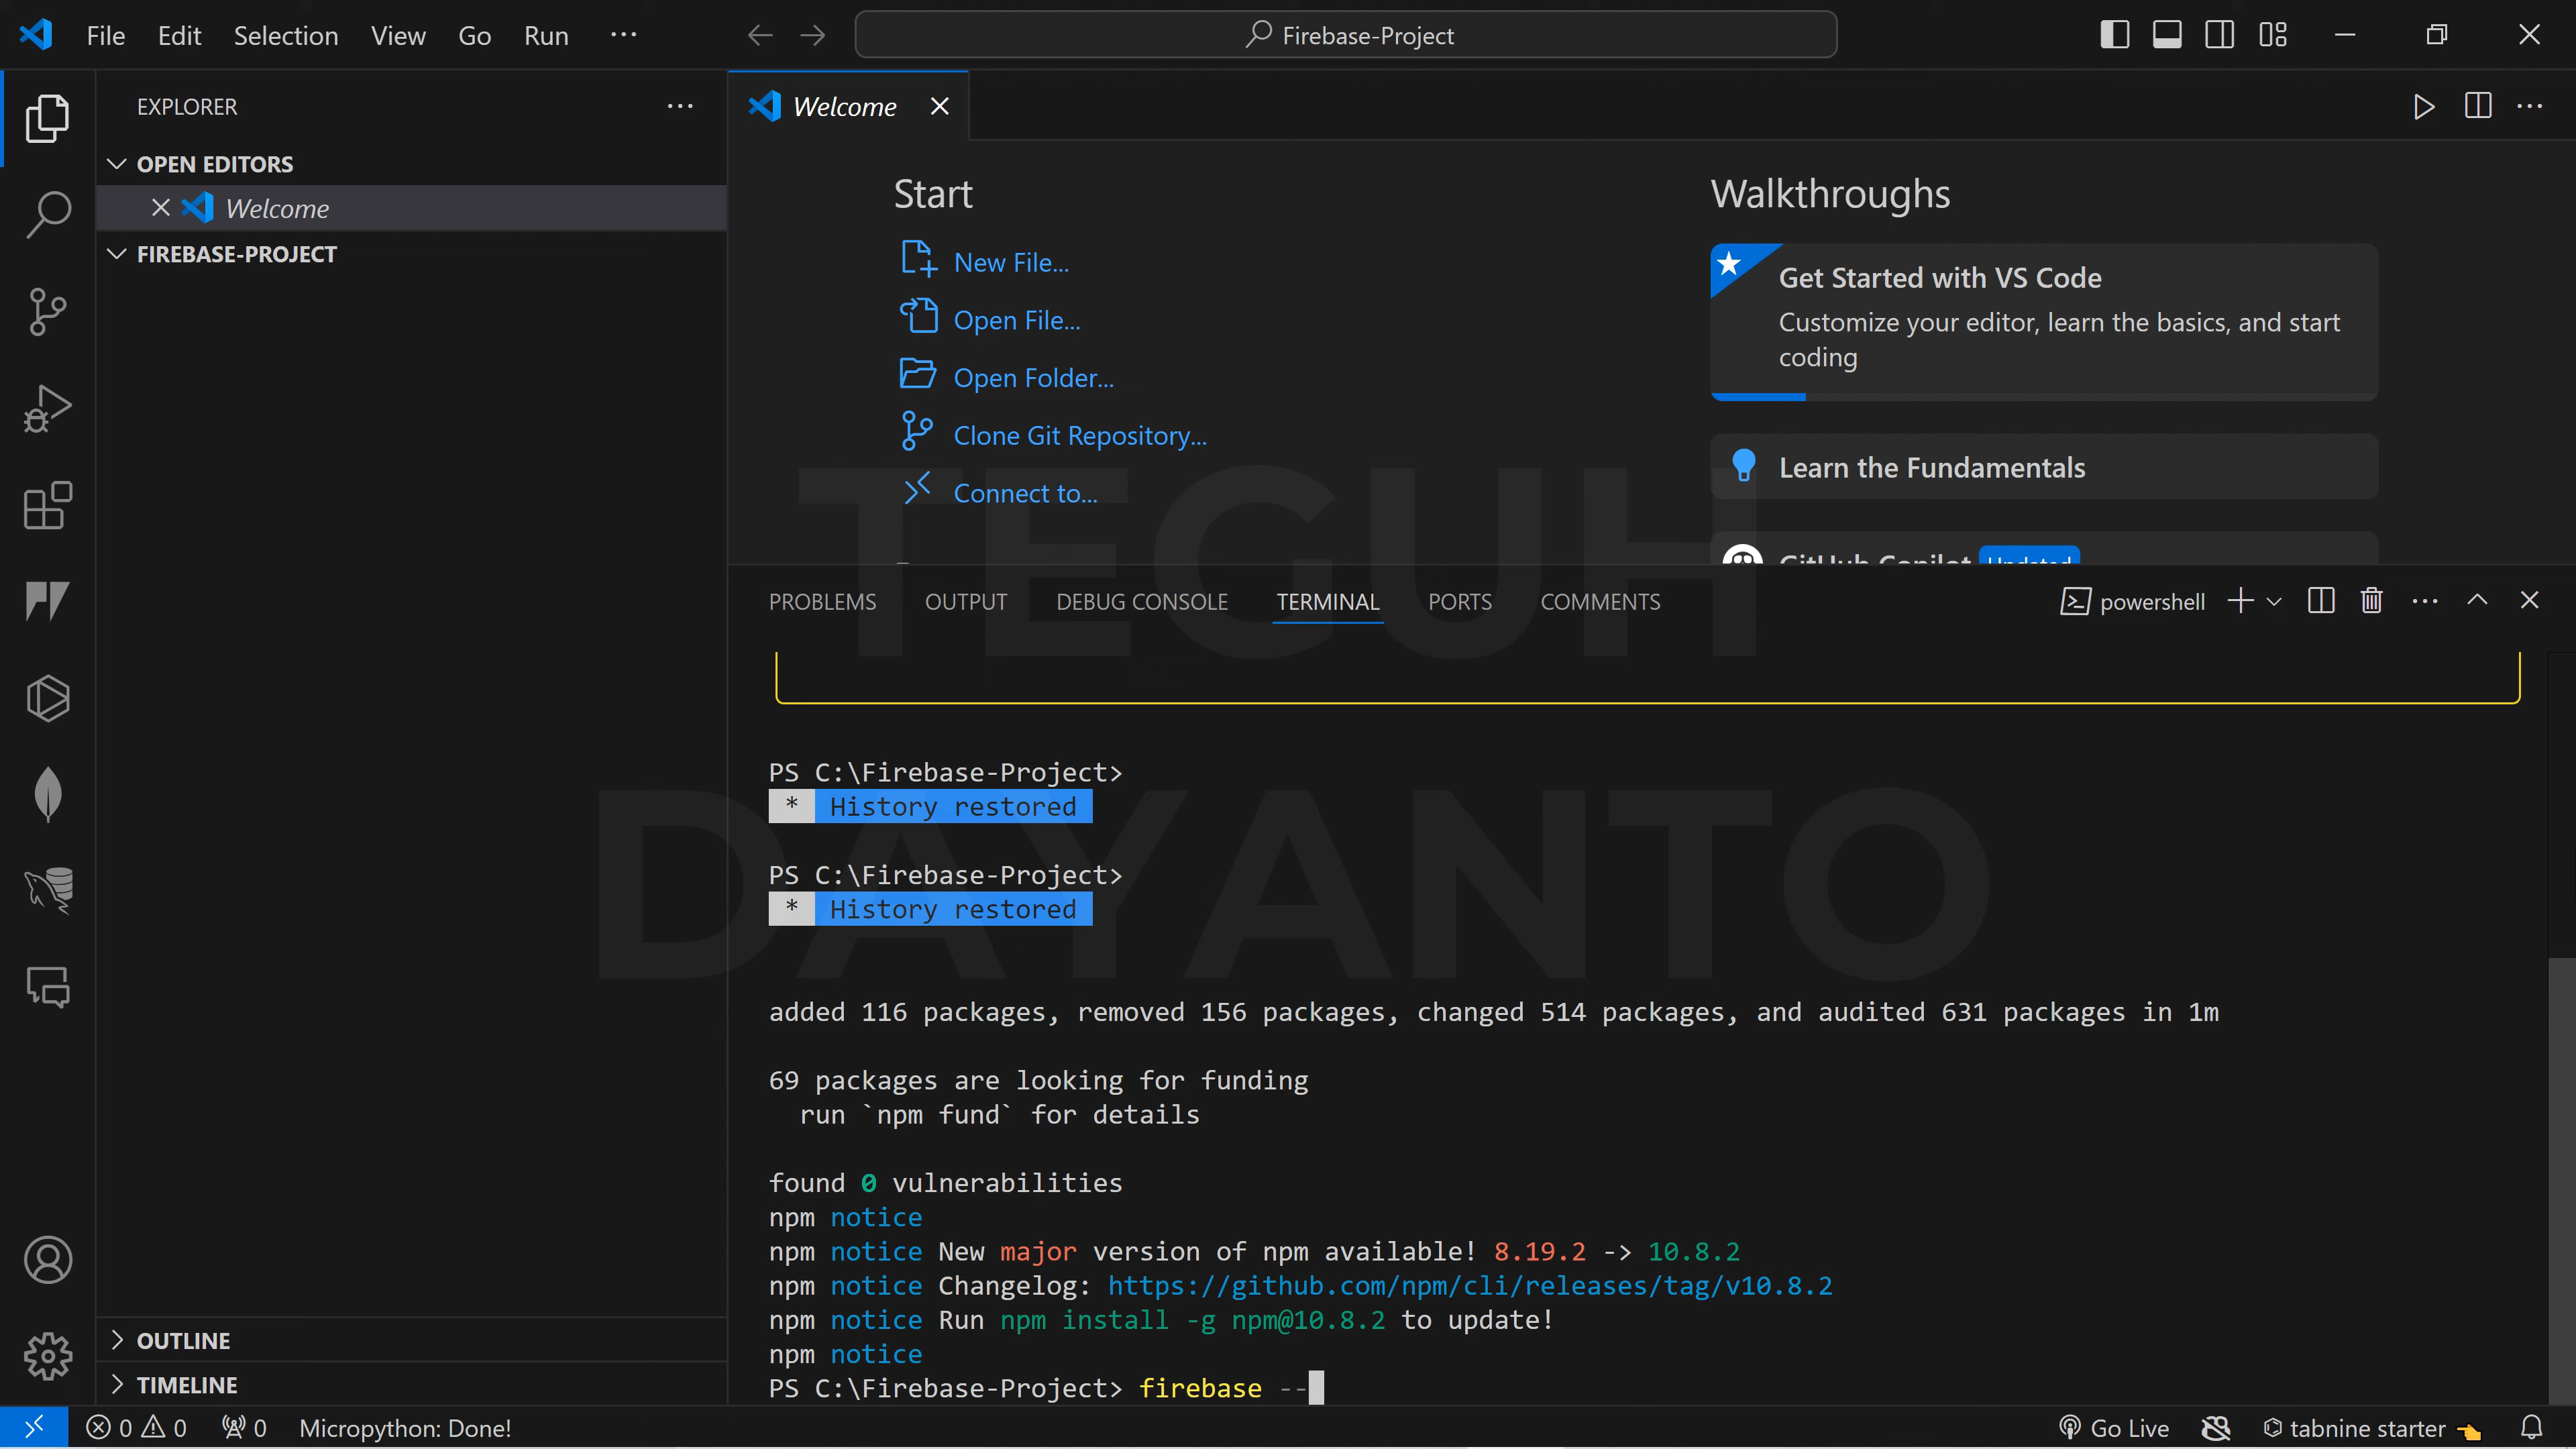 File Edit Selection View Go Run ···
Firebase-Project
EXPLORER
OPEN EDITORS
Welcome
FIREBASE-PROJECT
OUTLINE
TIMELINE
Welcome
Start
New File...
Open File...
Open Folder...
Clone Git Repository...
Connect to...
Walkthroughs
Get Started with VS Code
Customize your editor, learn the basics, and start
coding
Learn the Fundamentals
GitHub Copilot Updated
TEGUH
DAYANTO
PROBLEMS OUTPUT DEBUG CONSOLE TERMINAL PORTS COMMENTS
powershell
PS C:\Firebase-Project>
* History restored
PS C:\Firebase-Project>
* History restored
added 116 packages, removed 156 packages, changed 514 packages, and audited 631 packages in 1m
69 packages are looking for funding
run `npm fund` for details
found 0 vulnerabilities
npm notice
npm notice New major version of npm available! 8.19.2 -> 10.8.2
npm notice Changelog: https://github.com/npm/cli/releases/tag/v10.8.2
npm notice Run npm install -g npm@10.8.2 to update!
npm notice
PS C:\Firebase-Project> firebase --
0 0 0 Micropython: Done!
Go Live tabnine starter